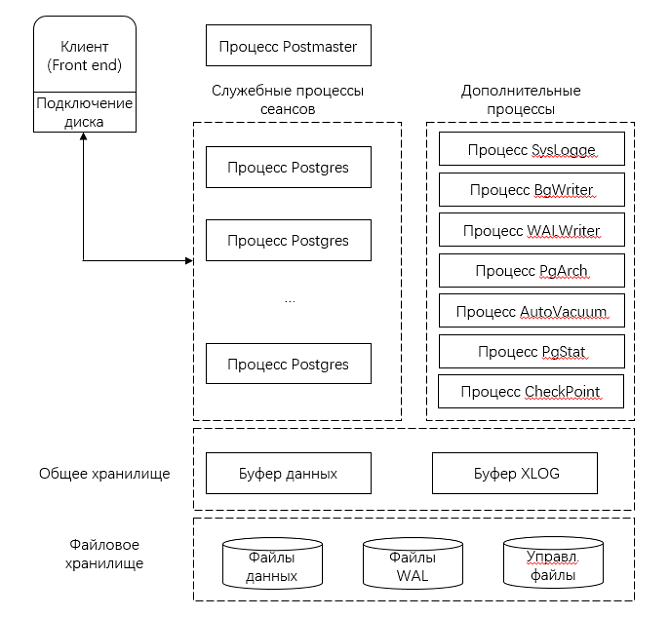 Клиент
(Front end)
Подключение
диска
Процесс Postmaster
Служебные процессы
сеансов
Процесс Postgres
Процесс Postgres
...
Процесс Postgres
Дополнительные
процессы
Процесс SysLogge
Процесс BgWriter
Процесс WALWriter
Процесс PgArch
Процесс AutoVacuum
Процесс PgStat
Процесс CheckPoint
Общее хранилище
Буфер данных
Буфер XLOG
Файловое
хранилище
Файлы
данных
Файлы
WAL
Управл.
файлы